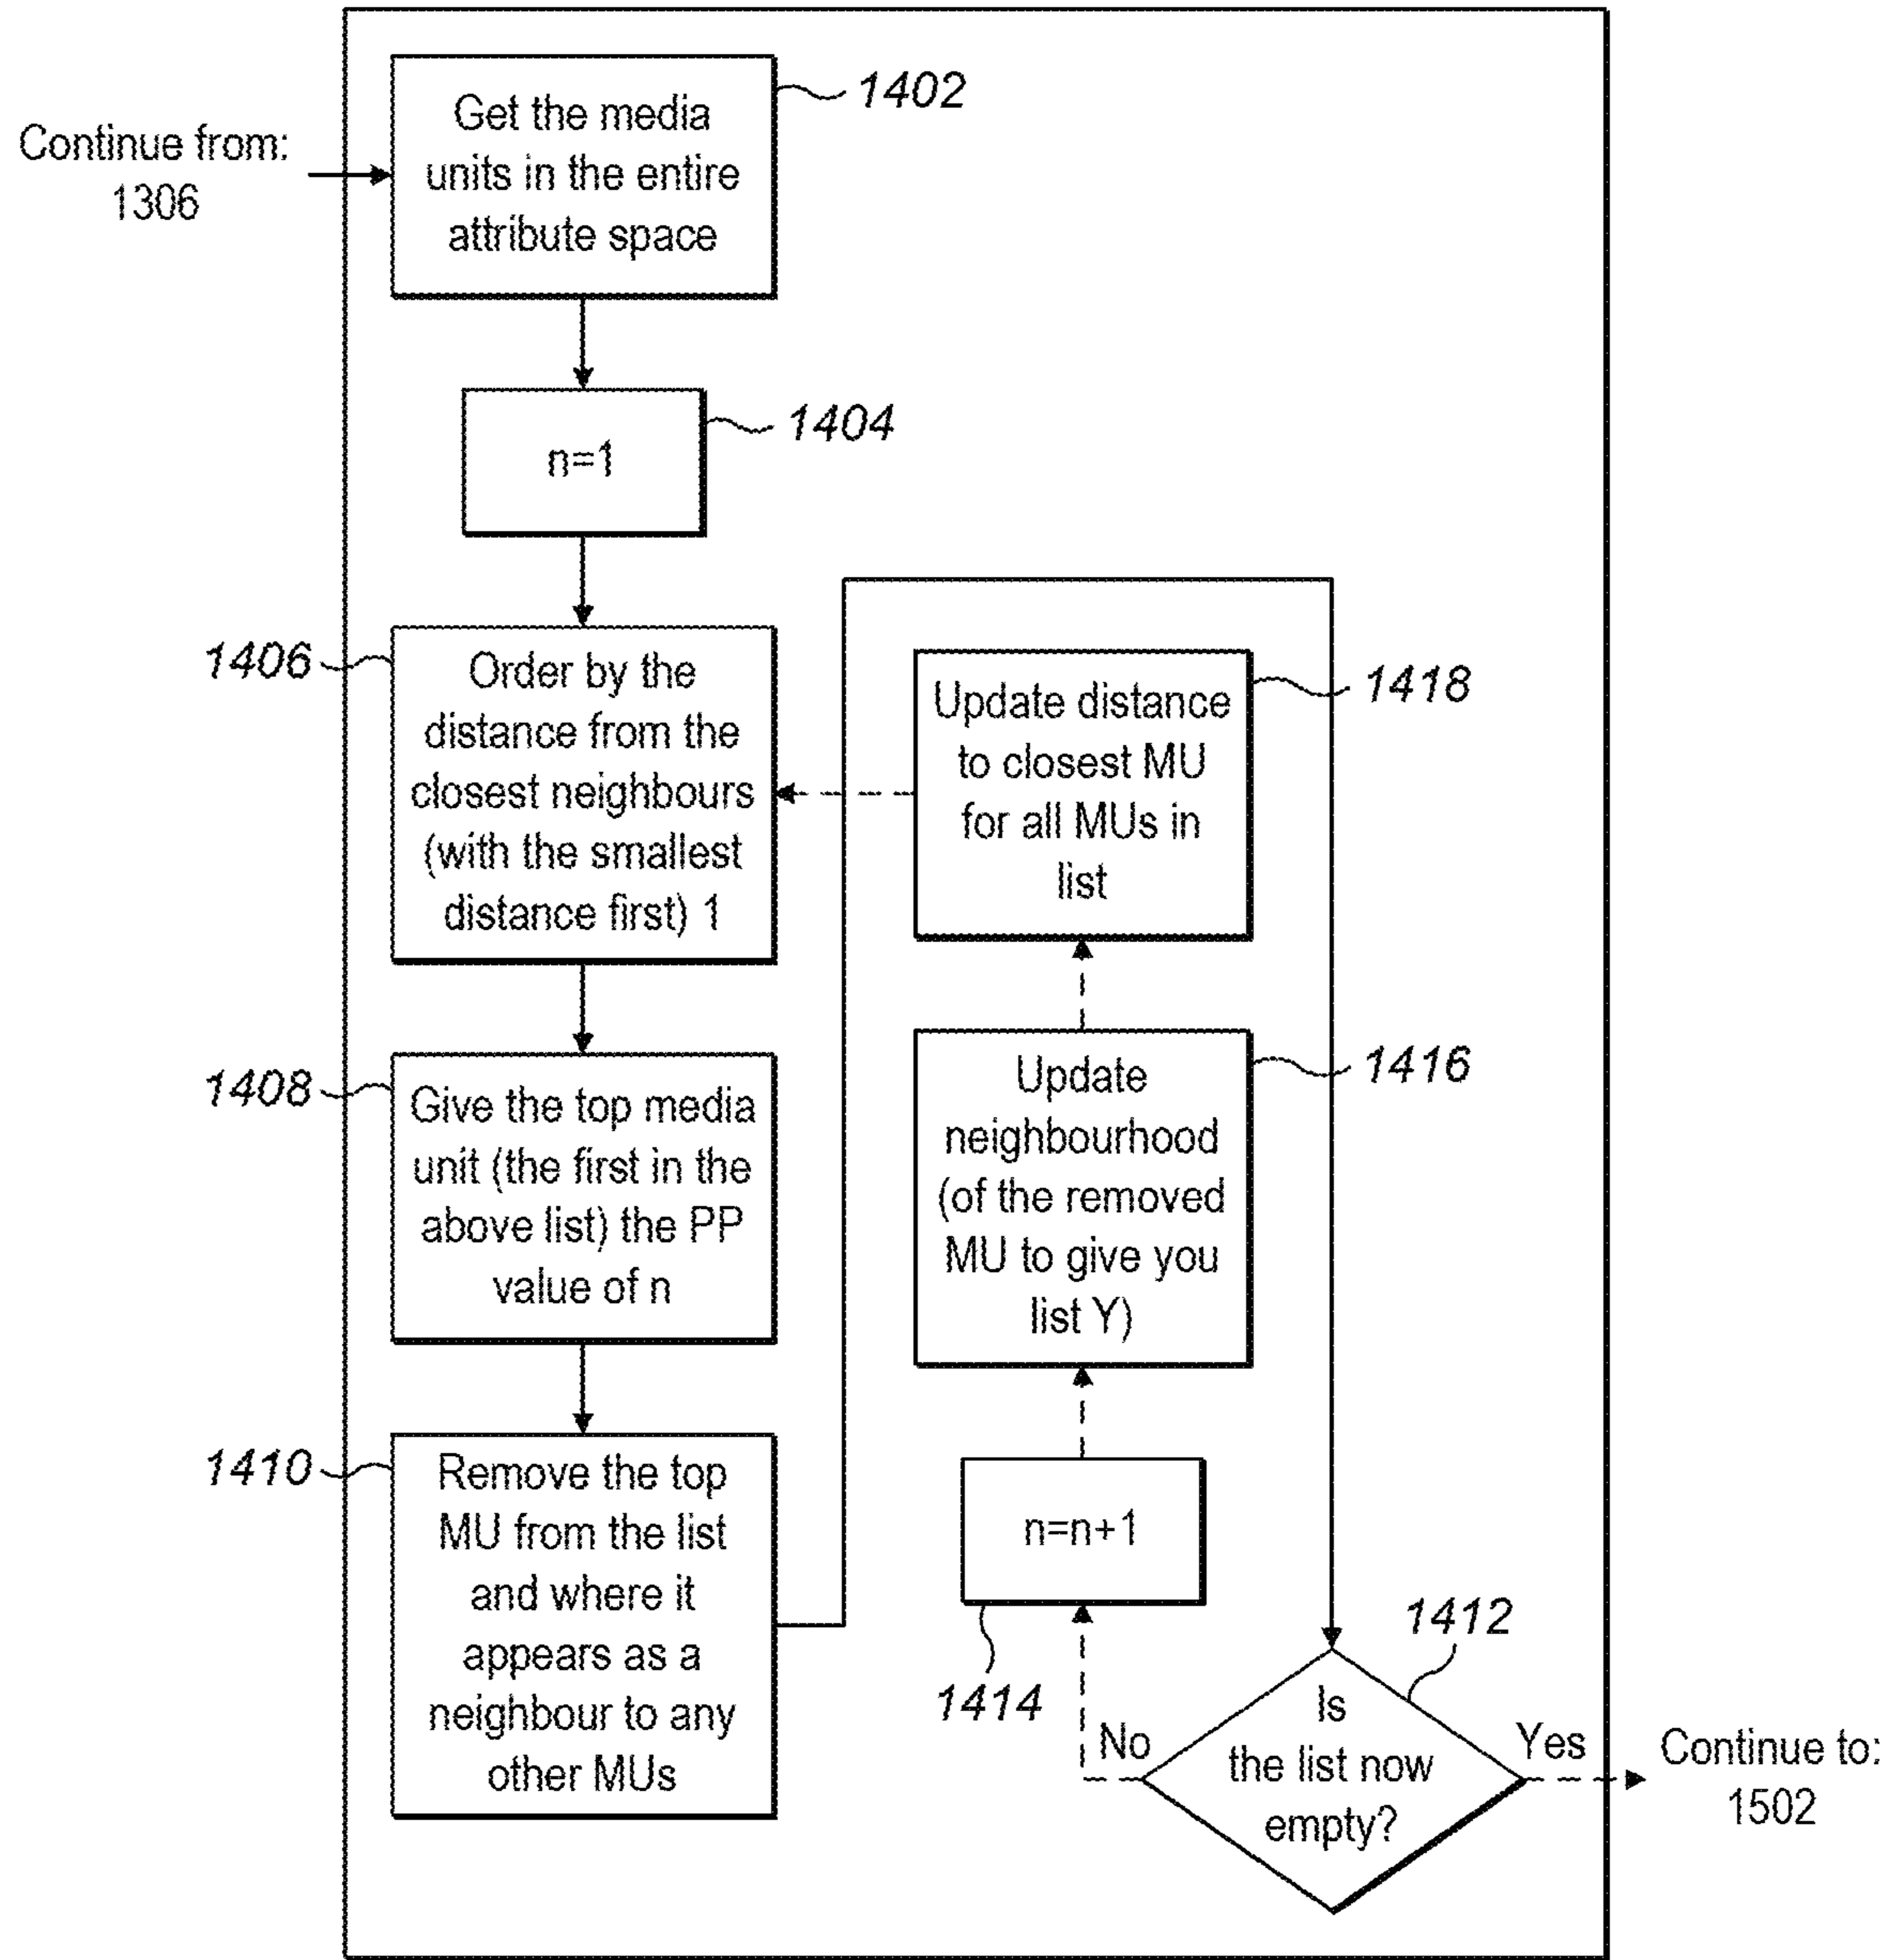 Continue from:
1306
Get the media
units in the entire
attribute space
1402
n=1
1404
1406
Order by the
distance from the
closest neighbours
(with the smallest
distance first) 1
1408
Give the top media
unit (the first in the
above list) the PP
value of n
1410
Remove the top
MU from the list
and where it
appears as a
neighbour to any
other MUs
Is
the list now
empty?
1412
No
Yes
Continue to:
1502
n=n+1
1414
Update
neighbourhood
(of the removed
MU to give you
list Y)
1416
Update distance
to closest MU
for all MUs in
list
1418